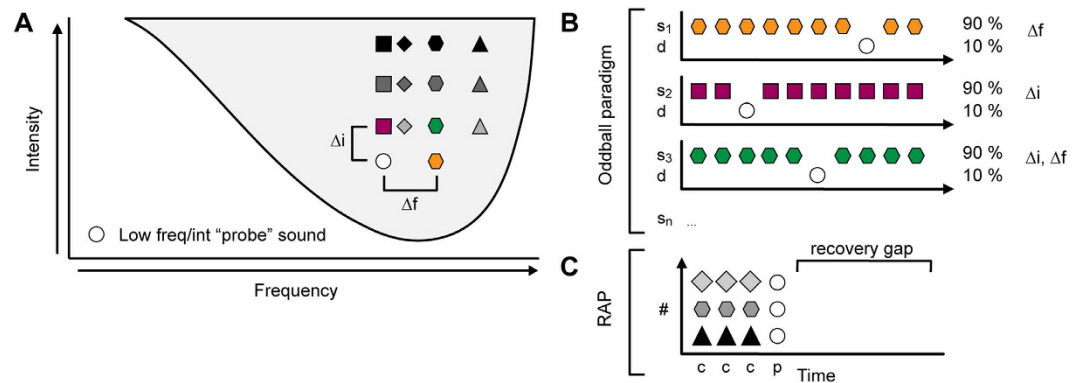 A
Intensity
Δi
Δf
Low freq/int “probe” sound
Frequency
B
Oddball paradigm
s1 90 % Δf
d 10 %
s2 90 % Δi
d 10 %
s3 90 % Δi, Δf
d 10 %
sn ...
C
RAP
recovery gap
#
c c c p
Time